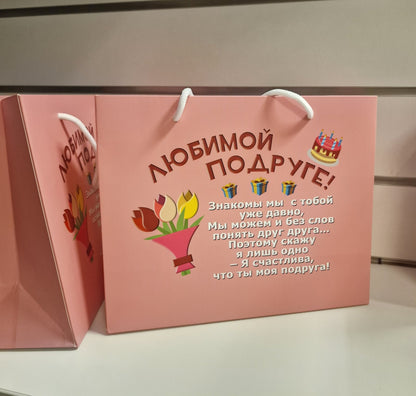 ЛЮБИМОЙ
ПОДРУГЕ!
Знакомы мы с тобой
уже давно,
Мы можем и без слов
понять друг друга...
Поэтому скажу
я лишь одно
– Я счастлива,
что ты моя подруга!